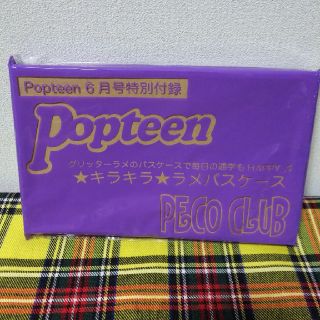 Popteen 6月号特別付録
Popteen
グリッターラメのパスケースで毎日の通学もHAPPY♪
★キラキラ★ラメパスケース
PECO CLUB